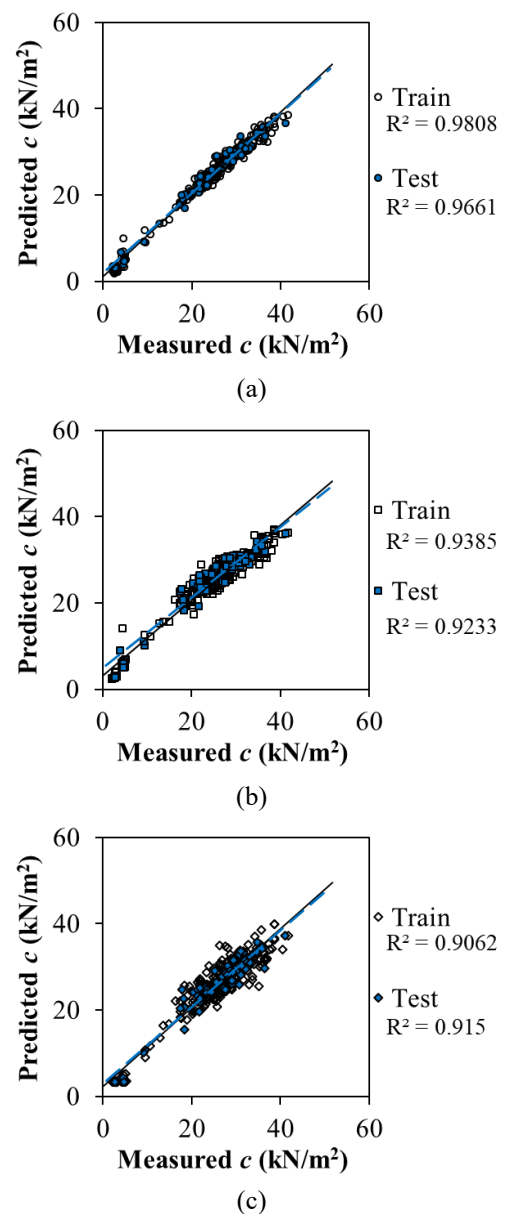 60
40
20
0
0 20 40 60
Predicted c (kN/m²)
Measured c (kN/m²)
Train
R² = 0.9808
Test
R² = 0.9661
(a)
60
40
20
0
0 20 40 60
Predicted c (kN/m²)
Measured c (kN/m²)
Train
R² = 0.9385
Test
R² = 0.9233
(b)
60
40
20
0
0 20 40 60
Predicted c (kN/m²)
Measured c (kN/m²)
Train
R² = 0.9062
Test
R² = 0.915
(c)